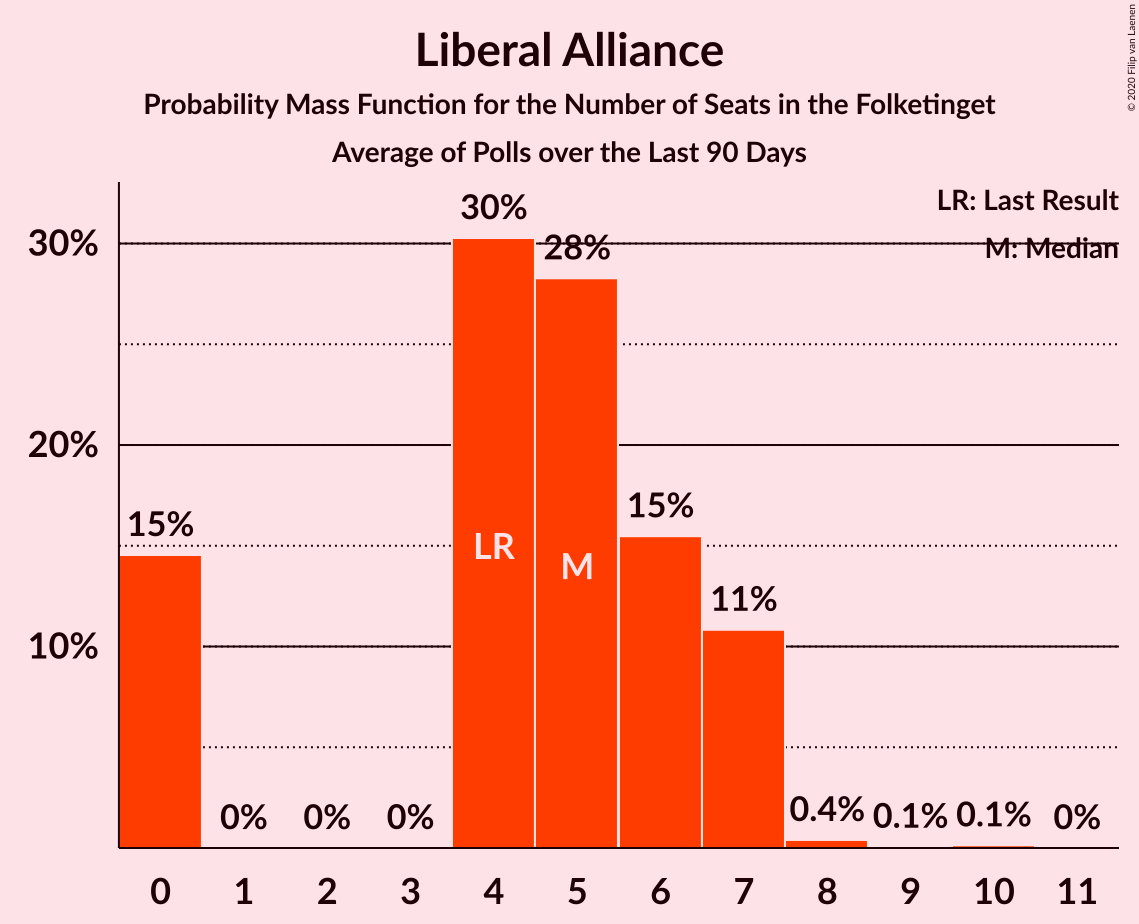 Liberal Alliance
Probability Mass Function for the Number of Seats in the Folketinget
Average of Polls over the Last 90 Days
© 2020 Filip van Laenen
LR: Last Result
M: Median
30%
20%
10%
15%
0%
0%
0%
30%
28%
15%
11%
0.4%
0.1%
0.1%
0%
LR
M
0 1 2 3 4 5 6 7 8 9 10 11